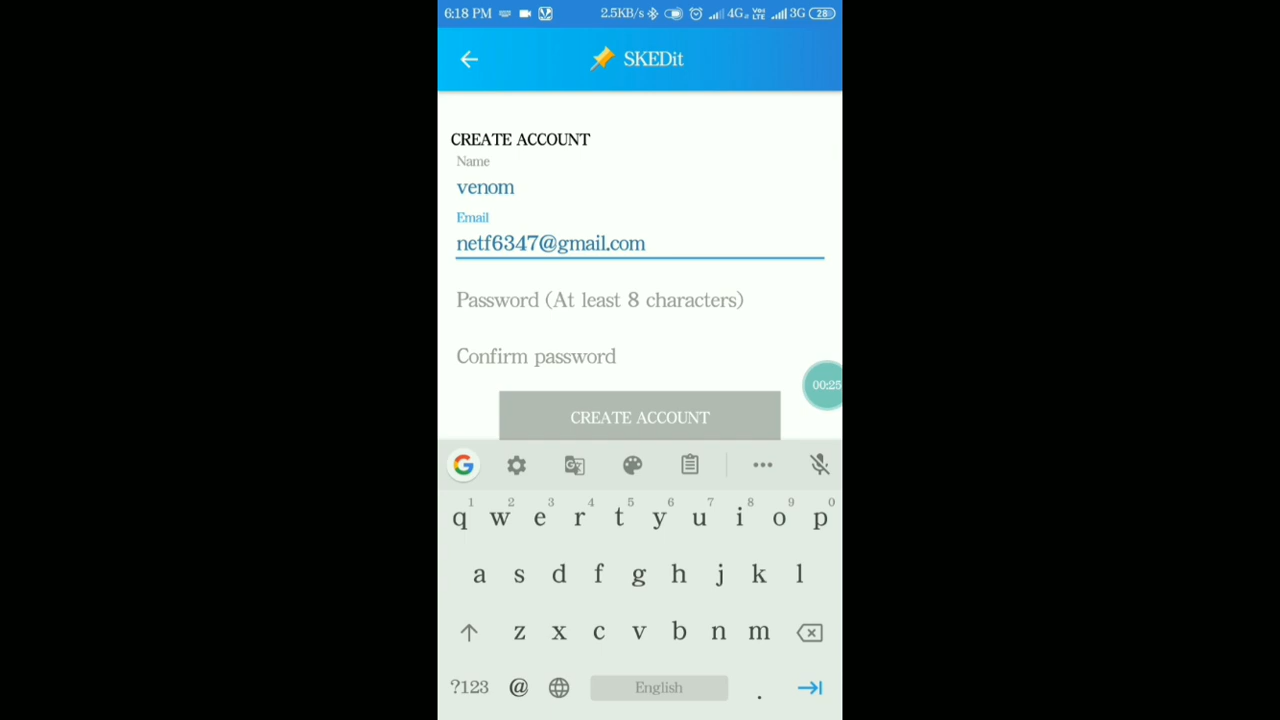 6:18 PM 2.5KB/s 4G Vo) LTE 3G 28
SKEDit
CREATE ACCOUNT
Name
venom
Email
netf6347@gmail.com
Password (At least 8 characters)
Confirm password
00:25
CREATE ACCOUNT
1 2 3 4 5 6 7 8 9 0
q w e r t y u i o p
a s d f g h j k l
z x c v b n m
?123 @ English .